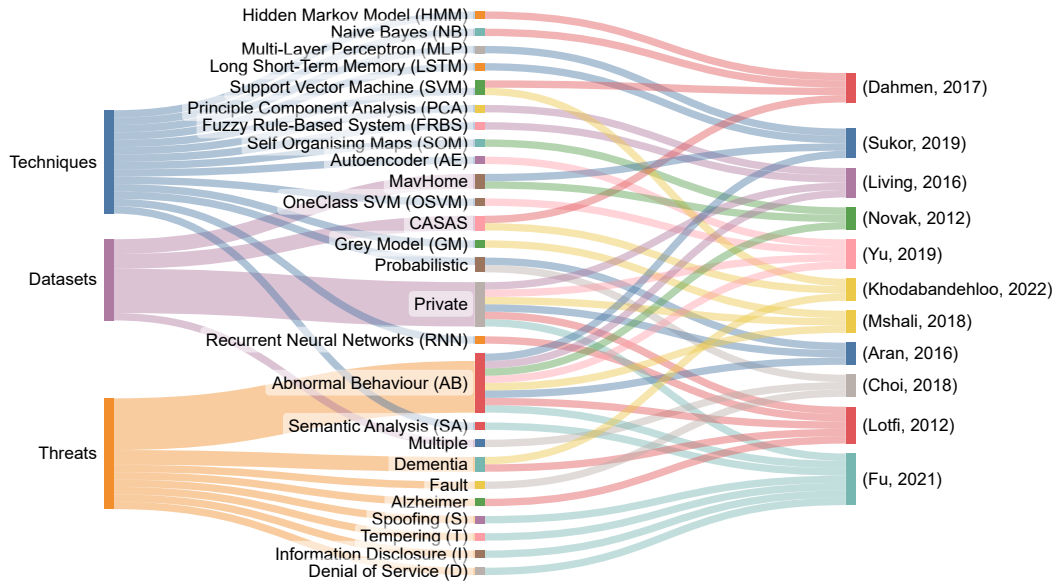 Techniques
Datasets
Threats
Hidden Markov Model (HMM)
Naive Bayes (NB)
Multi-Layer Perceptron (MLP)
Long Short-Term Memory (LSTM)
Support Vector Machine (SVM)
Principle Component Analysis (PCA)
Fuzzy Rule-Based System (FRBS)
Self Organising Maps (SOM)
Autoencoder (AE)
MavHome
OneClass SVM (OSVM)
CASAS
Grey Model (GM)
Probabilistic
Private
Recurrent Neural Networks (RNN)
Abnormal Behaviour (AB)
Semantic Analysis (SA)
Multiple
Dementia
Fault
Alzheimer
Spoofing (S)
Tempering (T)
Information Disclosure (I)
Denial of Service (D)
(Dahmen, 2017)
(Sukor, 2019)
(Living, 2016)
(Novak, 2012)
(Yu, 2019)
(Khodabandehloo, 2022)
(Mshali, 2018)
(Aran, 2016)
(Choi, 2018)
(Lotfi, 2012)
(Fu, 2021)